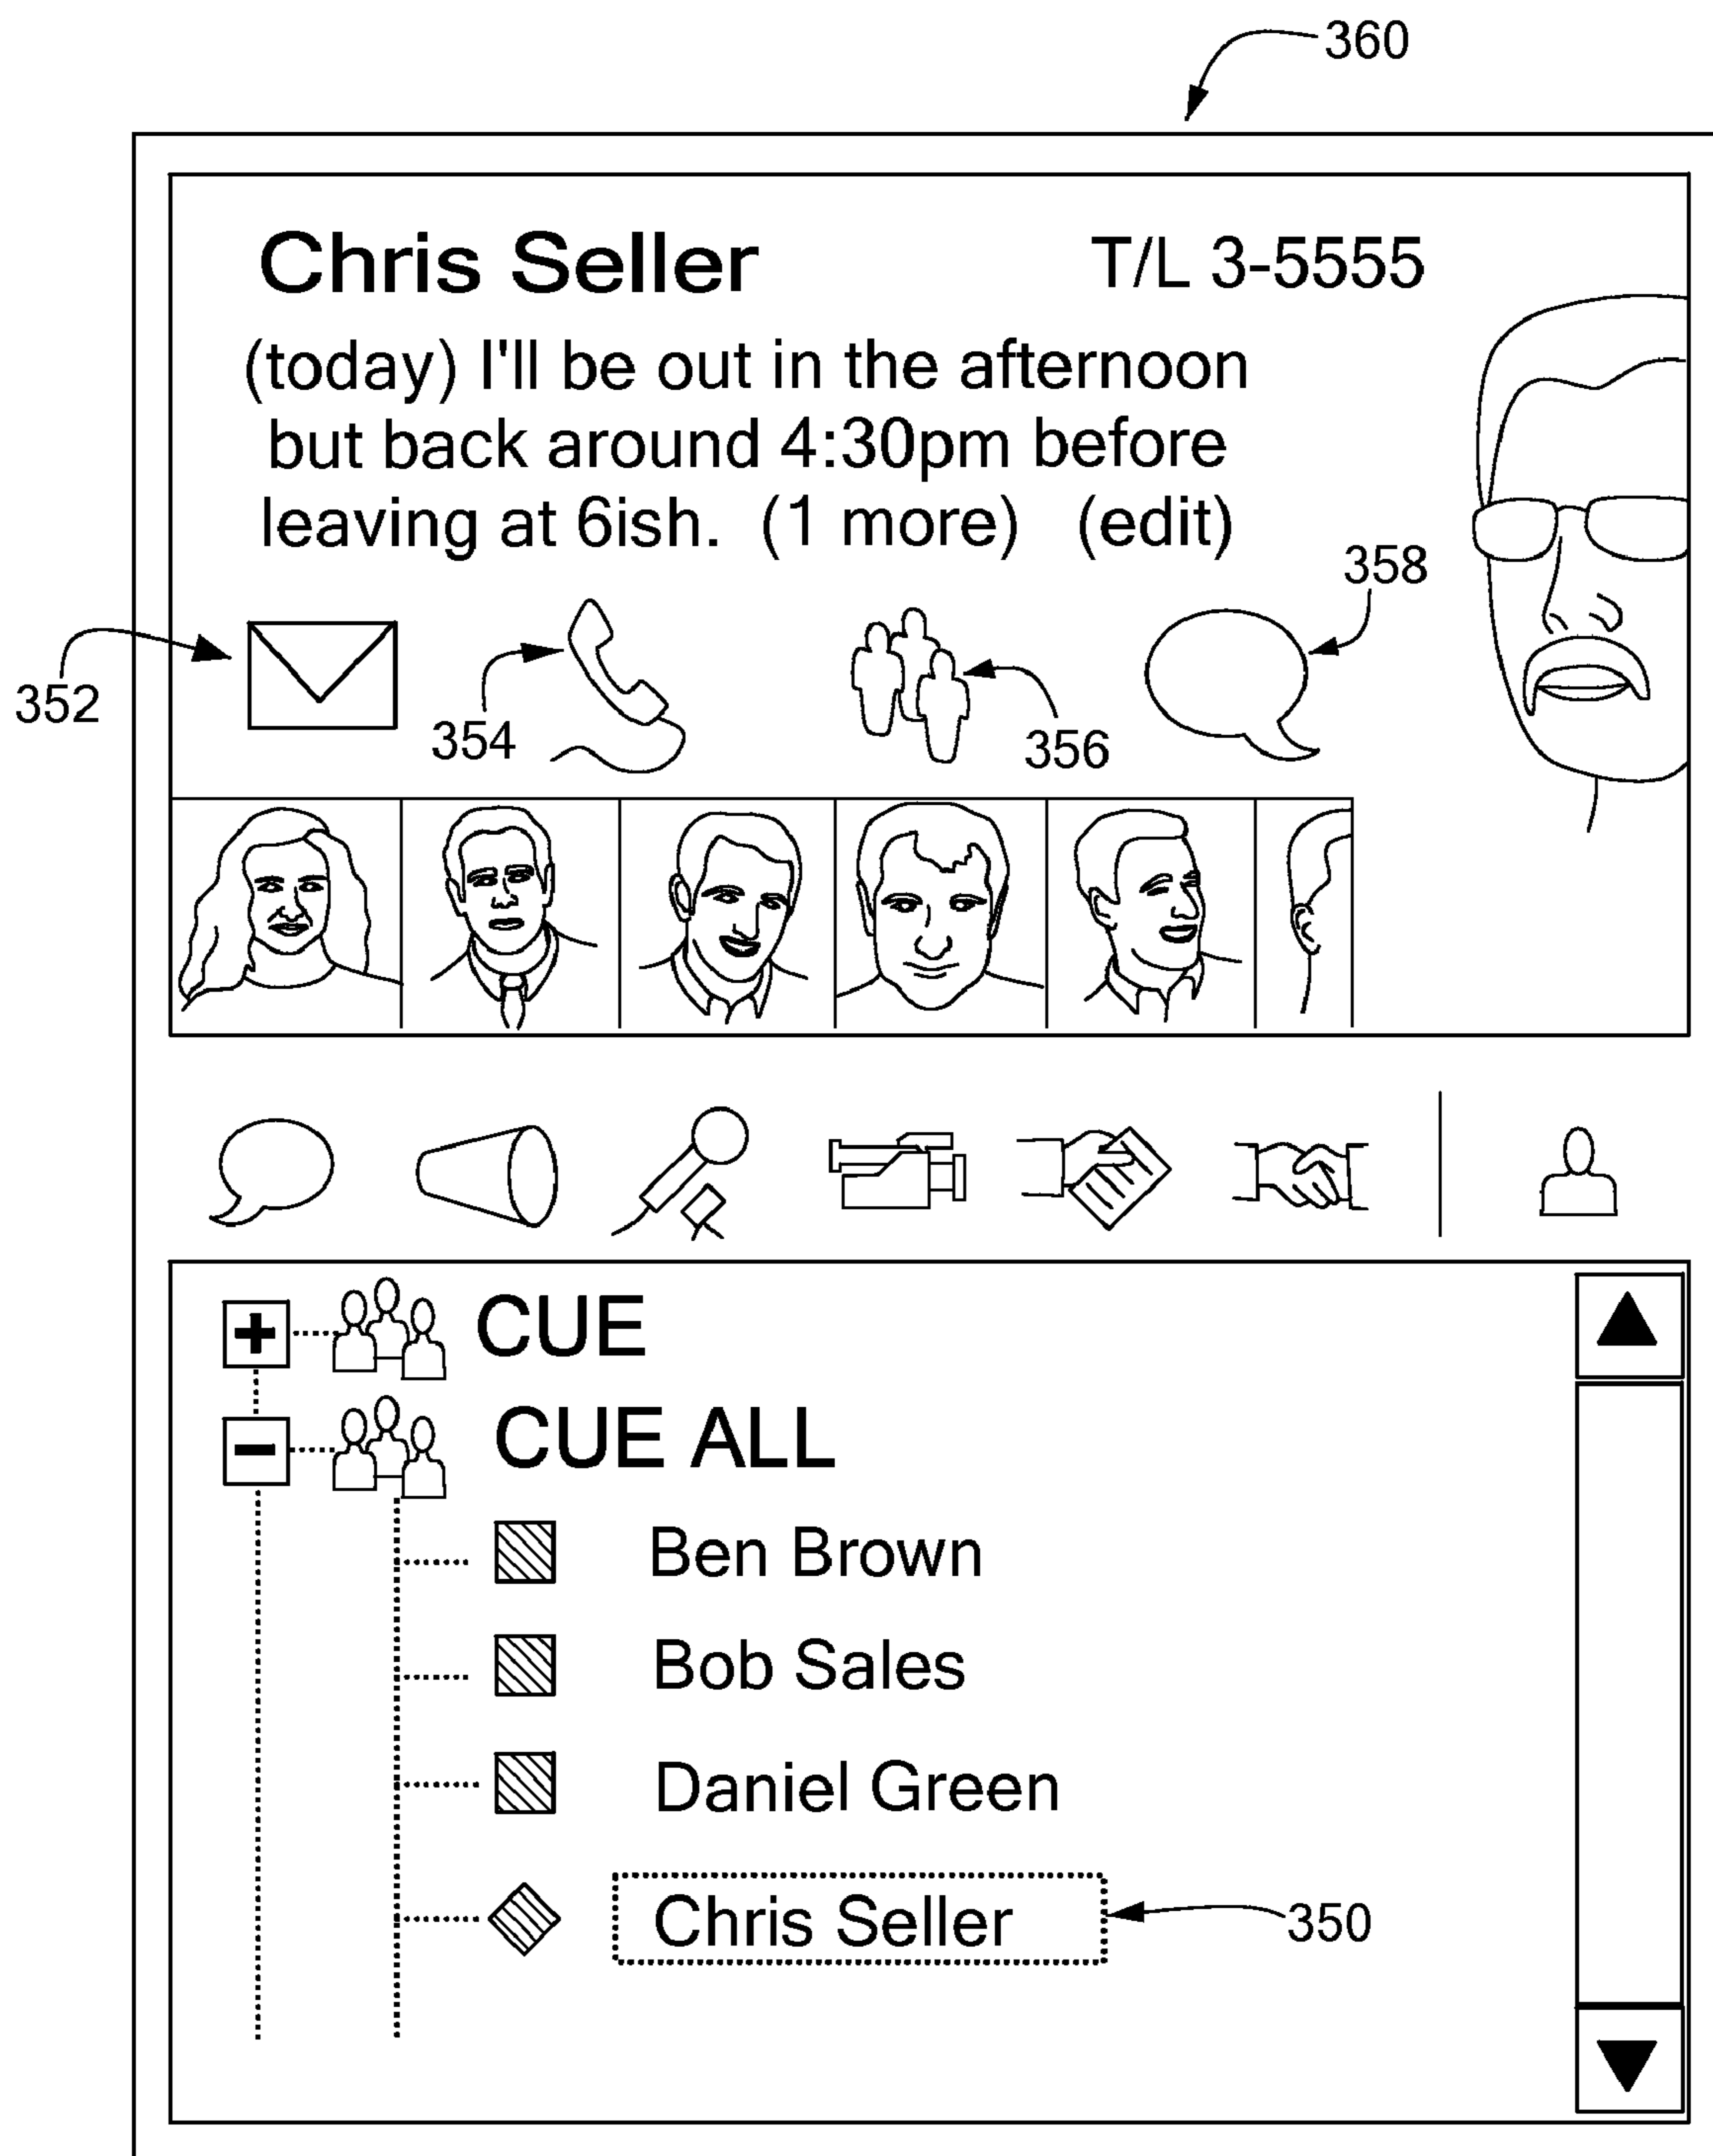 360
Chris Seller T/L 3-5555
(today) I'll be out in the afternoon
but back around 4:30pm before
leaving at 6ish. (1 more) (edit)
358
352
354
356
CUE
CUE ALL
Ben Brown
Bob Sales
Daniel Green
Chris Seller
350